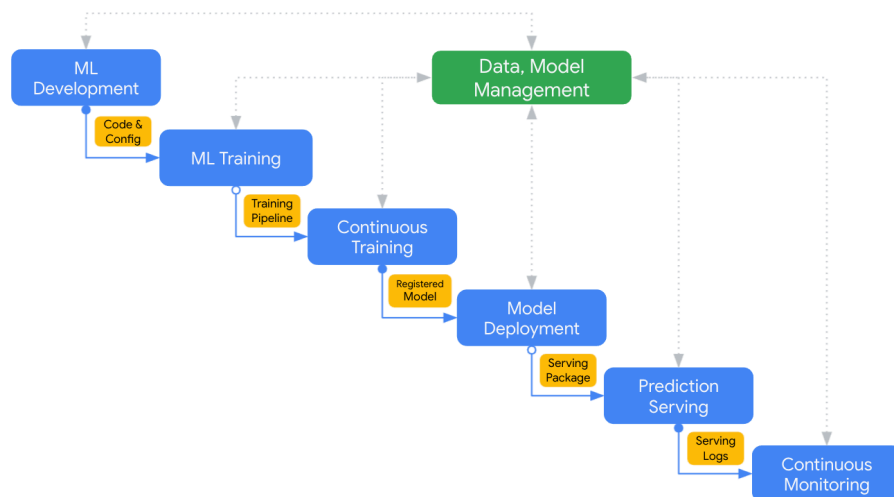 ML
Development
Data, Model
Management
Code &
Config
ML Training
Training
Pipeline
Continuous
Training
Registered
Model
Model
Deployment
Serving
Package
Prediction
Serving
Serving
Logs
Continuous
Monitoring